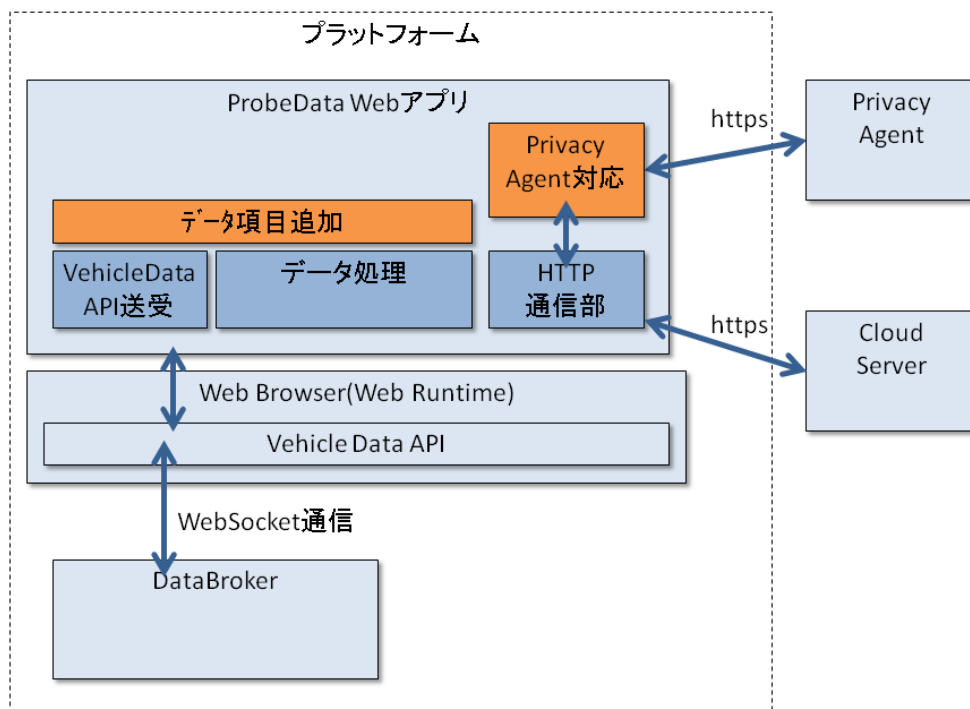 プラットフォーム
ProbeData Webアプリ
https
Privacy
Agent
Privacy
Agent対応
データ項目追加
VehicleData
API送受
データ処理
HTTP
通信部
https
Cloud
Server
Web Browser(Web Runtime)
Vehicle Data API
WebSocket通信
DataBroker